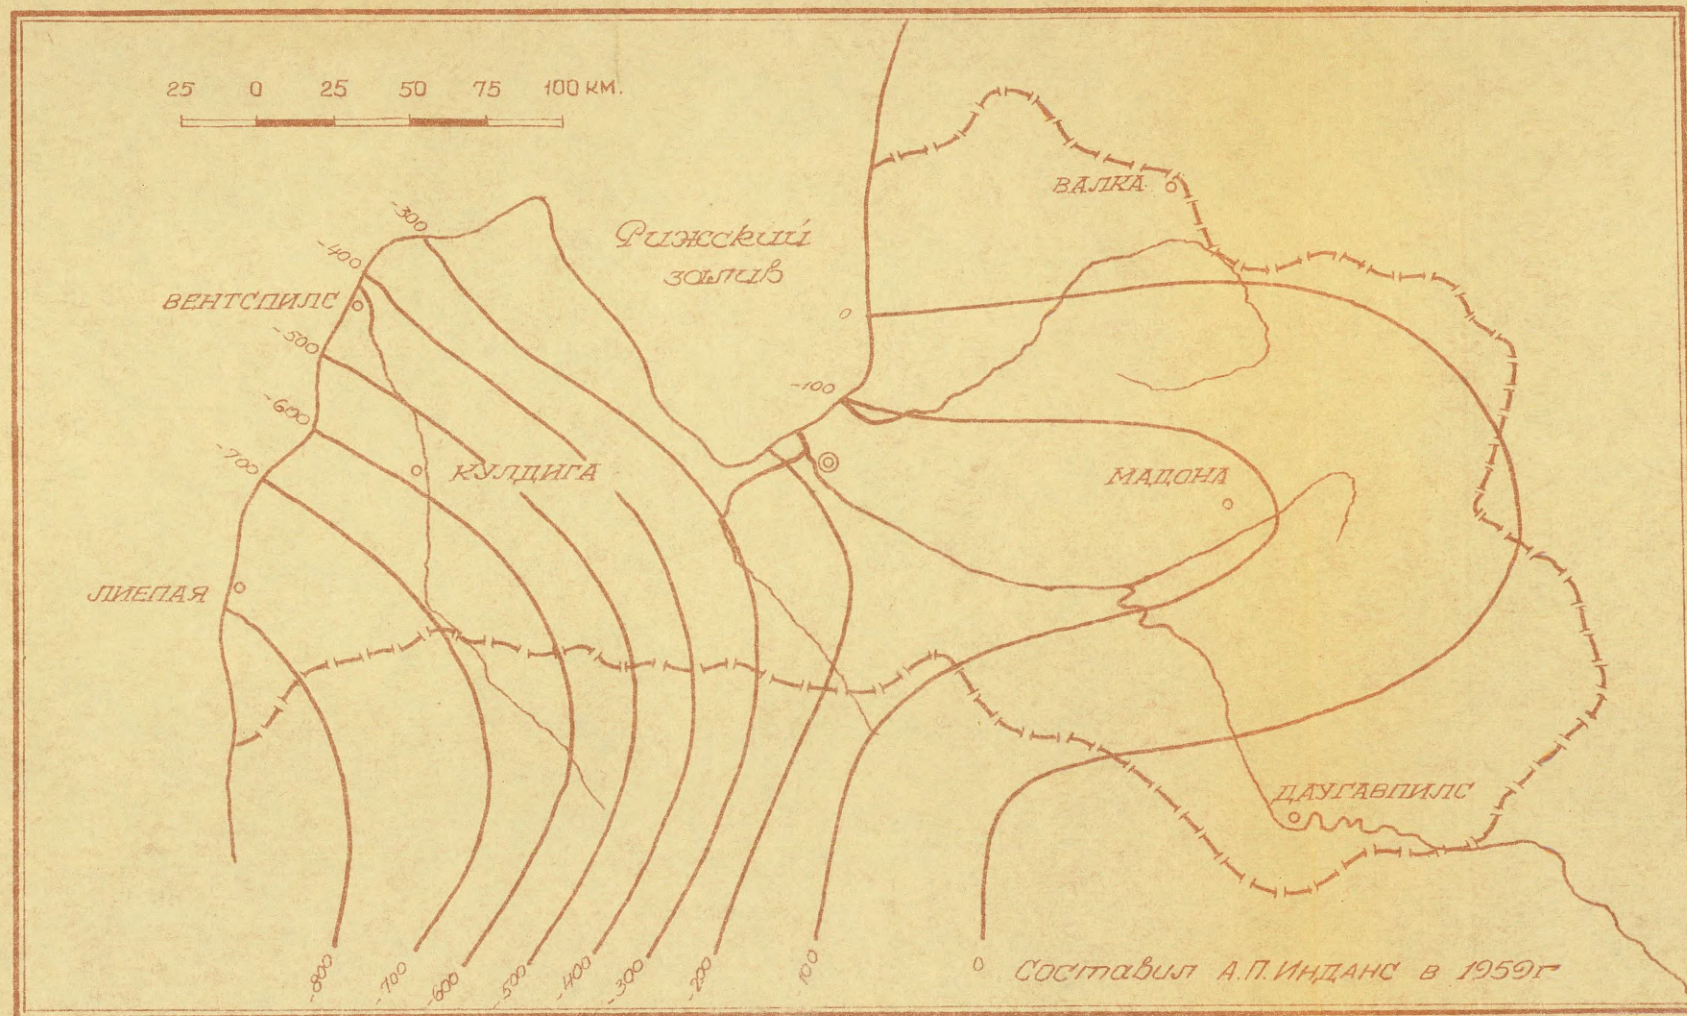 25 0 25 50 75 100 КМ.
ВАЛКА
-300
Рижский
залив
-400
ВЕНТСПИЛС
0
-500
-100
-600
-700
КУЛДИГА
МАДОНА
ЛИЕПАЯ
ДАУГАВПИЛС
-800 -700 -600 -500 -400 -300 -200 -100 0
Составил А.П.ИНДАНС в 1959г